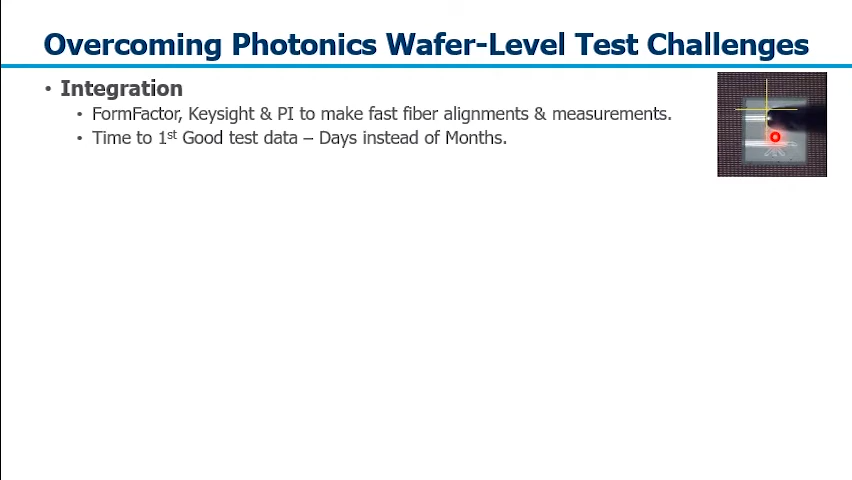 Overcoming Photonics Wafer-Level Test Challenges
• Integration
• FormFactor, Keysight & PI to make fast fiber alignments & measurements.
• Time to 1st Good test data – Days instead of Months.